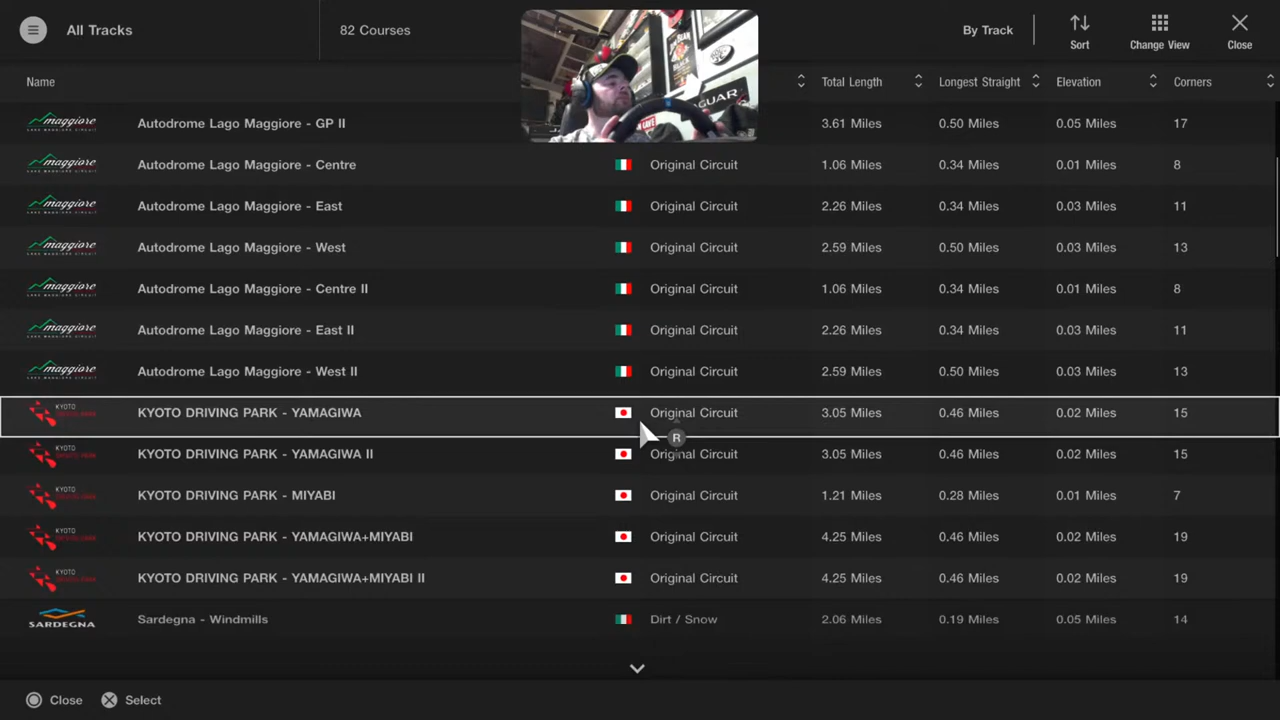 All Tracks 82 Courses By Track Sort Change View Close
Name Total Length Longest Straight Elevation Corners
maggiore Autodrome Lago Maggiore - GP II 3.61 Miles 0.50 Miles 0.05 Miles 17
maggiore Autodrome Lago Maggiore - Centre Original Circuit 1.06 Miles 0.34 Miles 0.01 Miles 8
maggiore Autodrome Lago Maggiore - East Original Circuit 2.26 Miles 0.34 Miles 0.03 Miles 11
maggiore Autodrome Lago Maggiore - West Original Circuit 2.59 Miles 0.50 Miles 0.03 Miles 13
maggiore Autodrome Lago Maggiore - Centre II Original Circuit 1.06 Miles 0.34 Miles 0.01 Miles 8
maggiore Autodrome Lago Maggiore - East II Original Circuit 2.26 Miles 0.34 Miles 0.03 Miles 11
maggiore Autodrome Lago Maggiore - West II Original Circuit 2.59 Miles 0.50 Miles 0.03 Miles 13
KYOTO KYOTO DRIVING PARK - YAMAGIWA Original Circuit 3.05 Miles 0.46 Miles 0.02 Miles 15
R
KYOTO KYOTO DRIVING PARK - YAMAGIWA II Original Circuit 3.05 Miles 0.46 Miles 0.02 Miles 15
KYOTO KYOTO DRIVING PARK - MIYABI Original Circuit 1.21 Miles 0.28 Miles 0.01 Miles 7
KYOTO KYOTO DRIVING PARK - YAMAGIWA+MIYABI Original Circuit 4.25 Miles 0.46 Miles 0.02 Miles 19
KYOTO KYOTO DRIVING PARK - YAMAGIWA+MIYABI II Original Circuit 4.25 Miles 0.46 Miles 0.02 Miles 19
SARDEGNA Sardegna - Windmills Dirt / Snow 2.06 Miles 0.19 Miles 0.05 Miles 14
Close Select